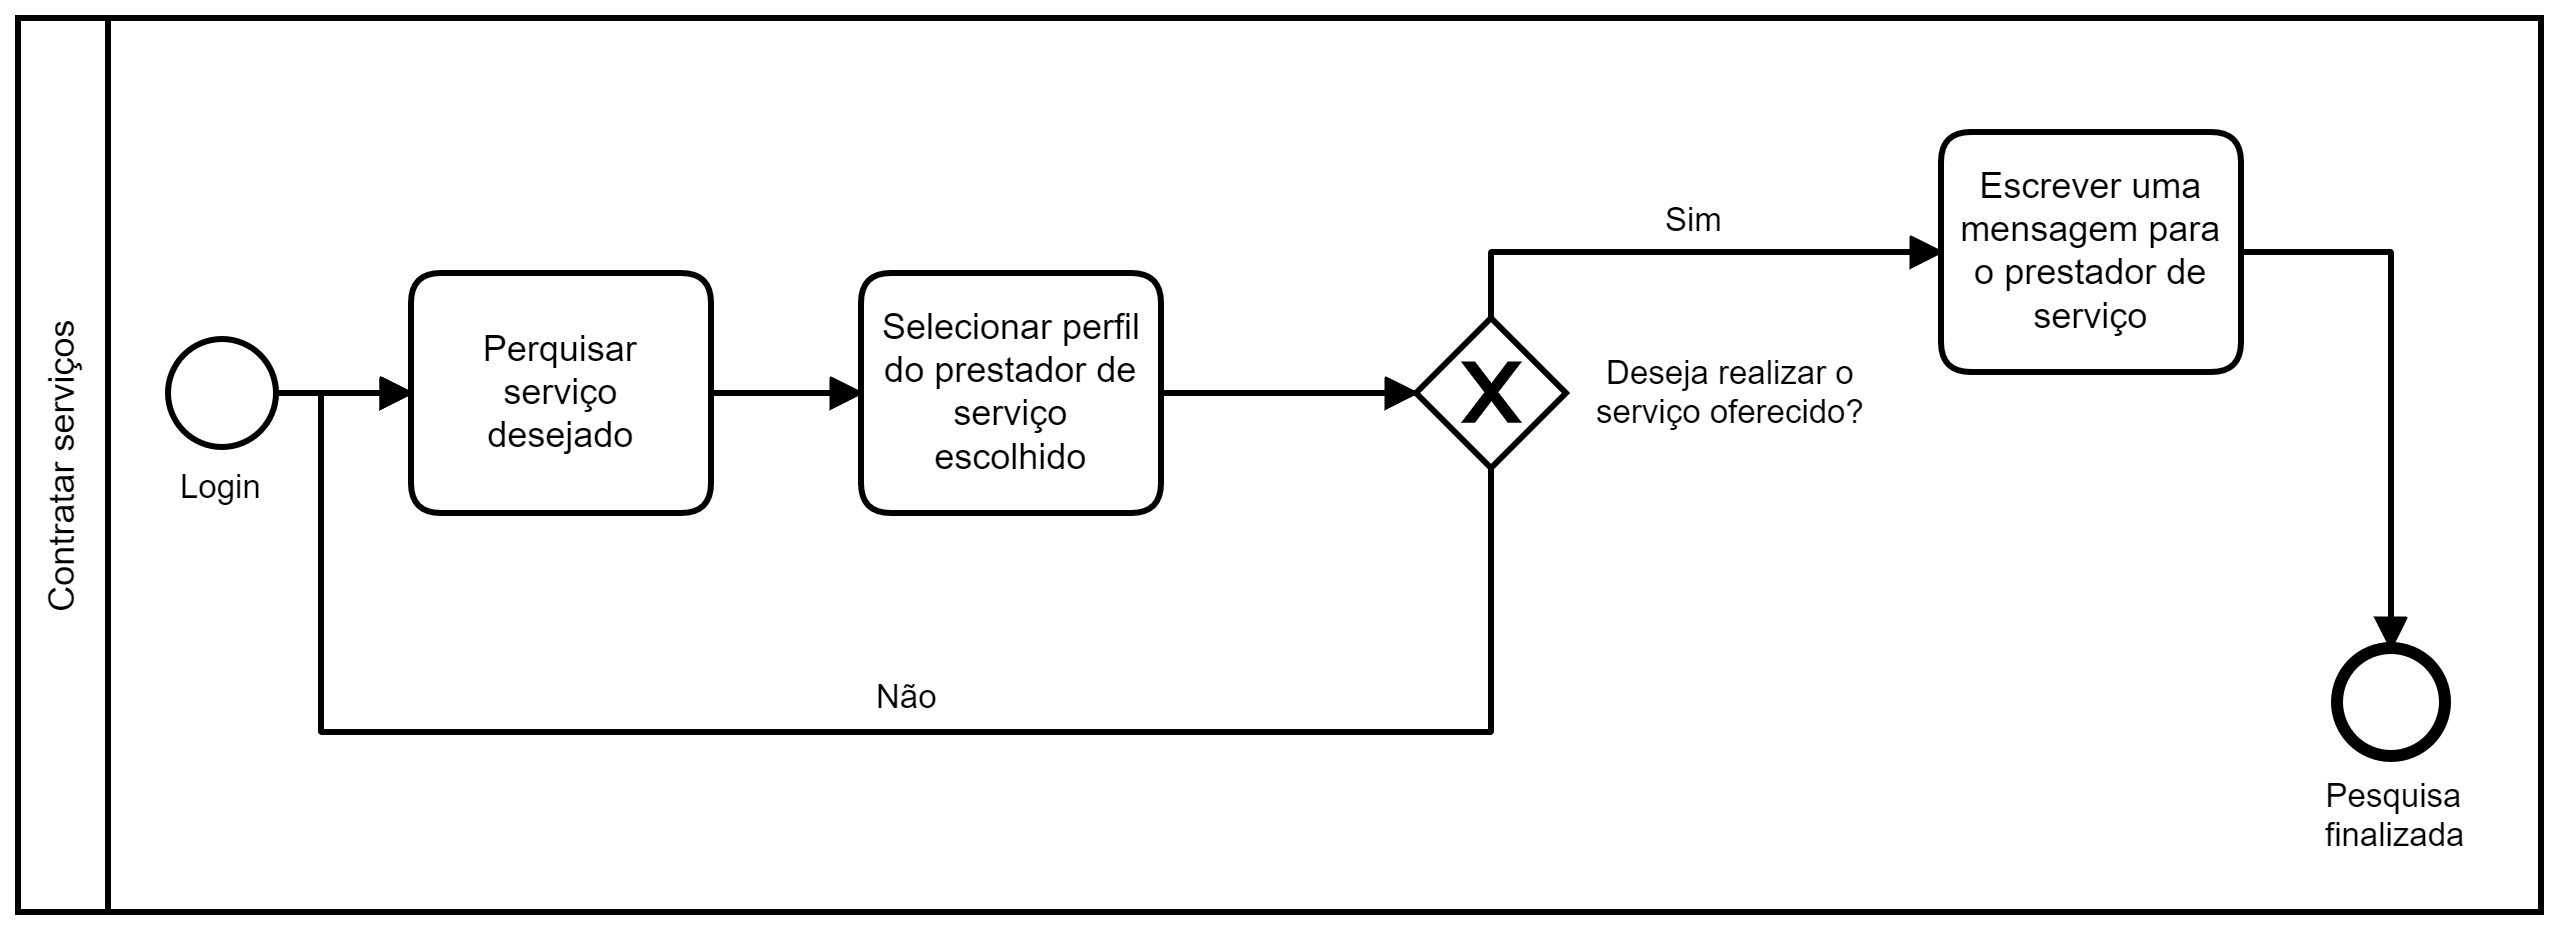 Contratar serviços
Login
Perquisar
serviço
desejado
Selecionar perfil
do prestador de
serviço
escolhido
X
Deseja realizar o
serviço oferecido?
Sim
Não
Escrever uma
mensagem para
o prestador de
serviço
Pesquisa
finalizada